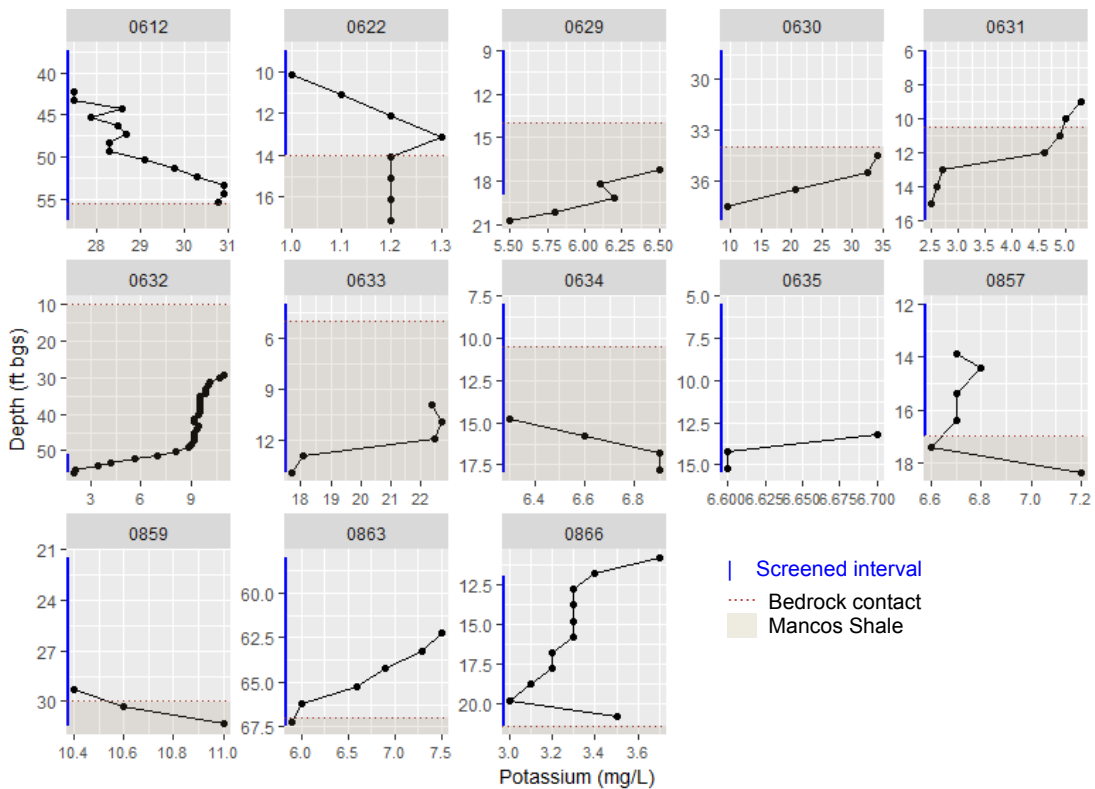 0612 0622 0629 0630 0631
40 45 50 55
28 29 30 31
10 12 14 16
1.0 1.1 1.2 1.3
9 12 15 18 21
5.50 5.75 6.00 6.25 6.50
30 33 36
10 15 20 25 30 35
6 8 10 12 14 16
2.5 3.0 3.5 4.0 4.5 5.0
0632 0633 0634 0635 0857
Depth (ft bgs)
10 20 30 40 50
3 6 9
6 9 12
18 19 20 21 22
7.5 10.0 12.5 15.0 17.5
6.4 6.6 6.8
5.0 7.5 10.0 12.5 15.0
6.600 6.625 6.650 6.675 6.700
12 14 16 18
6.6 6.8 7.0 7.2
0859 0863 0866
21 24 27 30
10.4 10.6 10.8 11.0
60.0 62.5 65.0 67.5
6.0 6.5 7.0 7.5
12.5 15.0 17.5 20.0
3.0 3.2 3.4 3.6
| Screened interval
Bedrock contact
Mancos Shale
Potassium (mg/L)